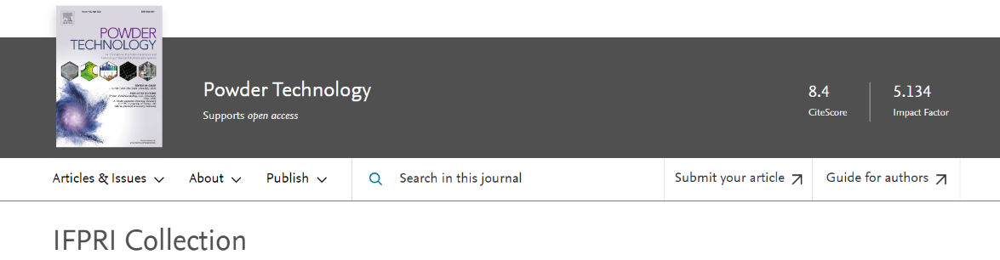 POWDER
TECHNOLOGY
Powder Technology
Supports open access
8.4
CiteScore
5.134
Impact Factor
Articles & Issues
About
Publish
Search in this journal
Submit your article
Guide for authors
IFPRI Collection